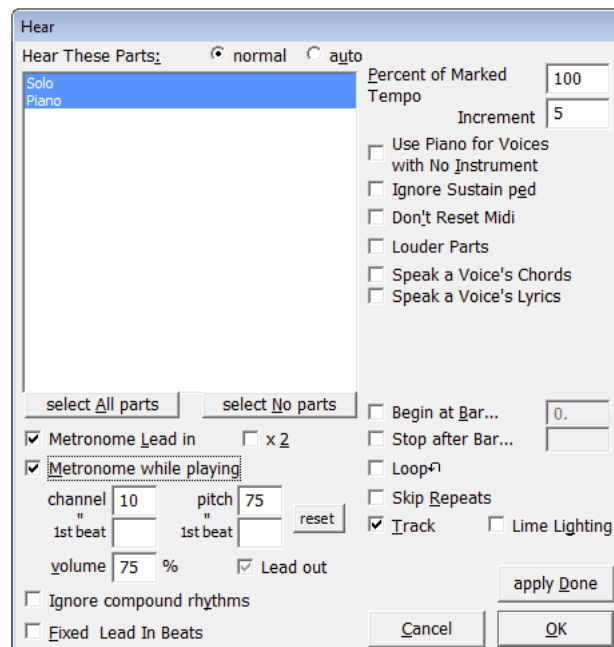 Hear
Hear These Parts: normal auto
Solo
Piano
select All parts select No parts
Metronome Lead in x 2
Metronome while playing
channel 10 pitch 75
" "
1st beat 1st beat reset
volume 75 % Lead out
Ignore compound rhythms
Fixed Lead In Beats
Percent of Marked 100
Tempo
Increment 5
Use Piano for Voices
with No Instrument
Ignore Sustain ped
Don't Reset Midi
Louder Parts
Speak a Voice's Chords
Speak a Voice's Lyrics
Begin at Bar... 0.
Stop after Bar...
Loop
Skip Repeats
Track Lime Lighting
apply Done
Cancel OK